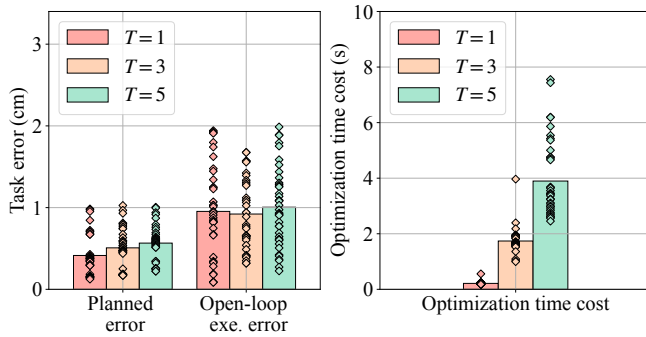 Task error (cm)
3
2
1
0
T = 1
T = 3
T = 5
Planned
error
Open-loop
exe. error
Optimization time cost (s)
10
8
6
4
2
0
T = 1
T = 3
T = 5
Optimization time cost